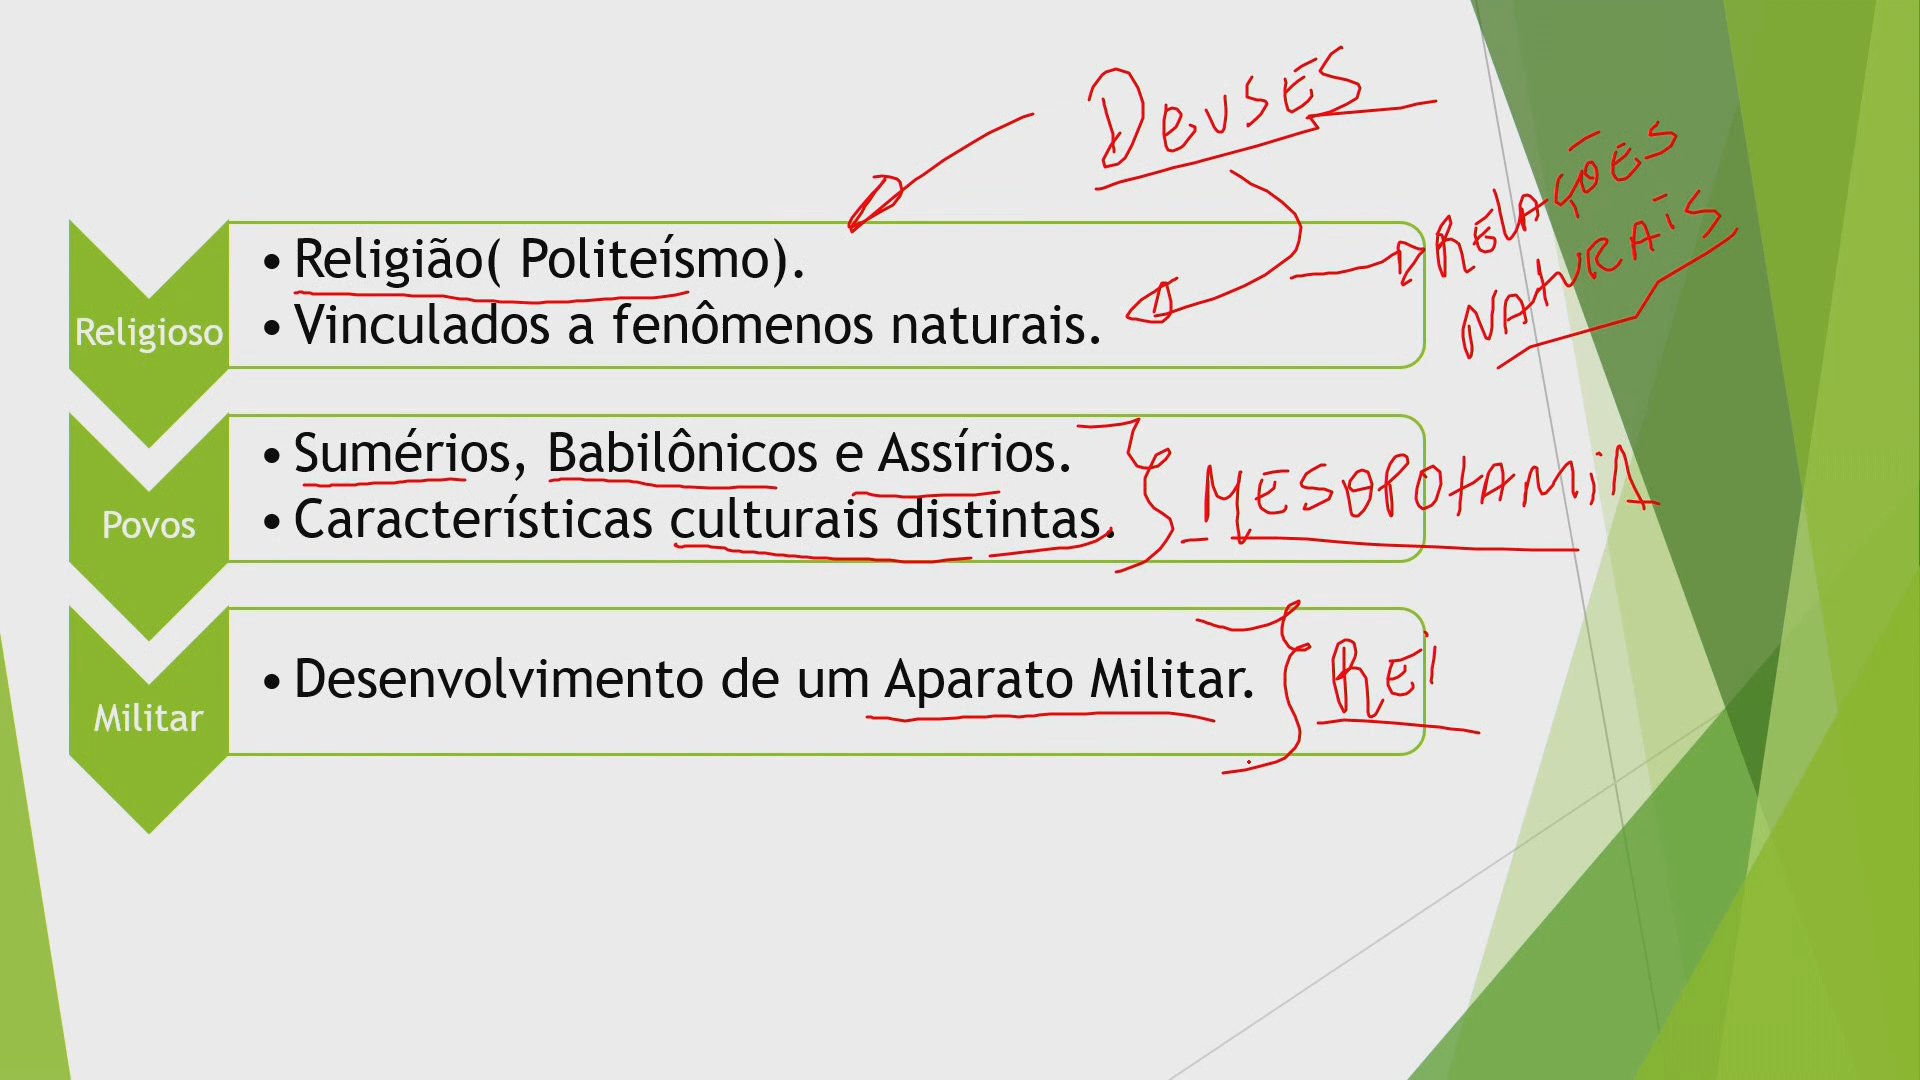 DEUSES
RELAÇÕES
NATURAIS
Religioso
• Religião( Politeísmo).
• Vinculados a fenômenos naturais.
Povos
• Sumérios, Babilônicos e Assírios.
• Características culturais distintas.
MESOPOTAMIA
Militar
• Desenvolvimento de um Aparato Militar.
REI